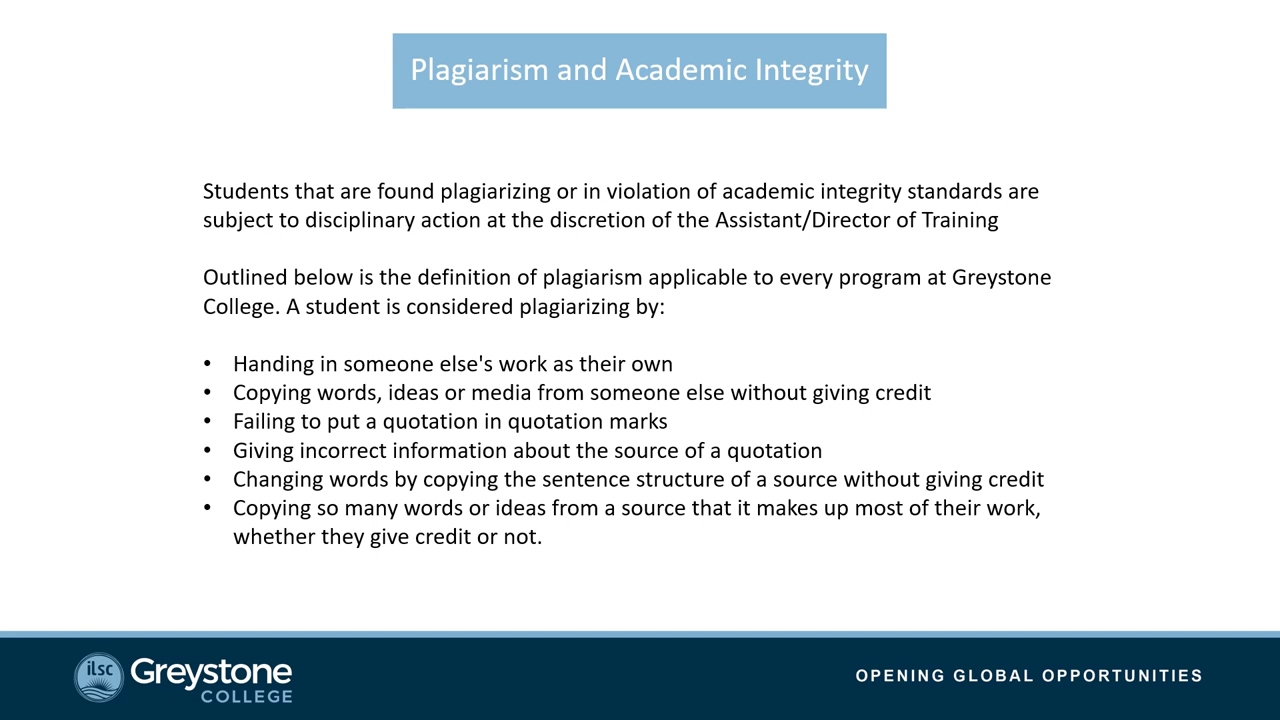 Plagiarism and Academic Integrity
Students that are found plagiarizing or in violation of academic integrity standards are
subject to disciplinary action at the discretion of the Assistant/Director of Training
Outlined below is the definition of plagiarism applicable to every program at Greystone
College. A student is considered plagiarizing by:
• Handing in someone else's work as their own
• Copying words, ideas or media from someone else without giving credit
• Failing to put a quotation in quotation marks
• Giving incorrect information about the source of a quotation
• Changing words by copying the sentence structure of a source without giving credit
• Copying so many words or ideas from a source that it makes up most of their work,
whether they give credit or not.
ilsc
Greystone
COLLEGE
OPENING GLOBAL OPPORTUNITIES